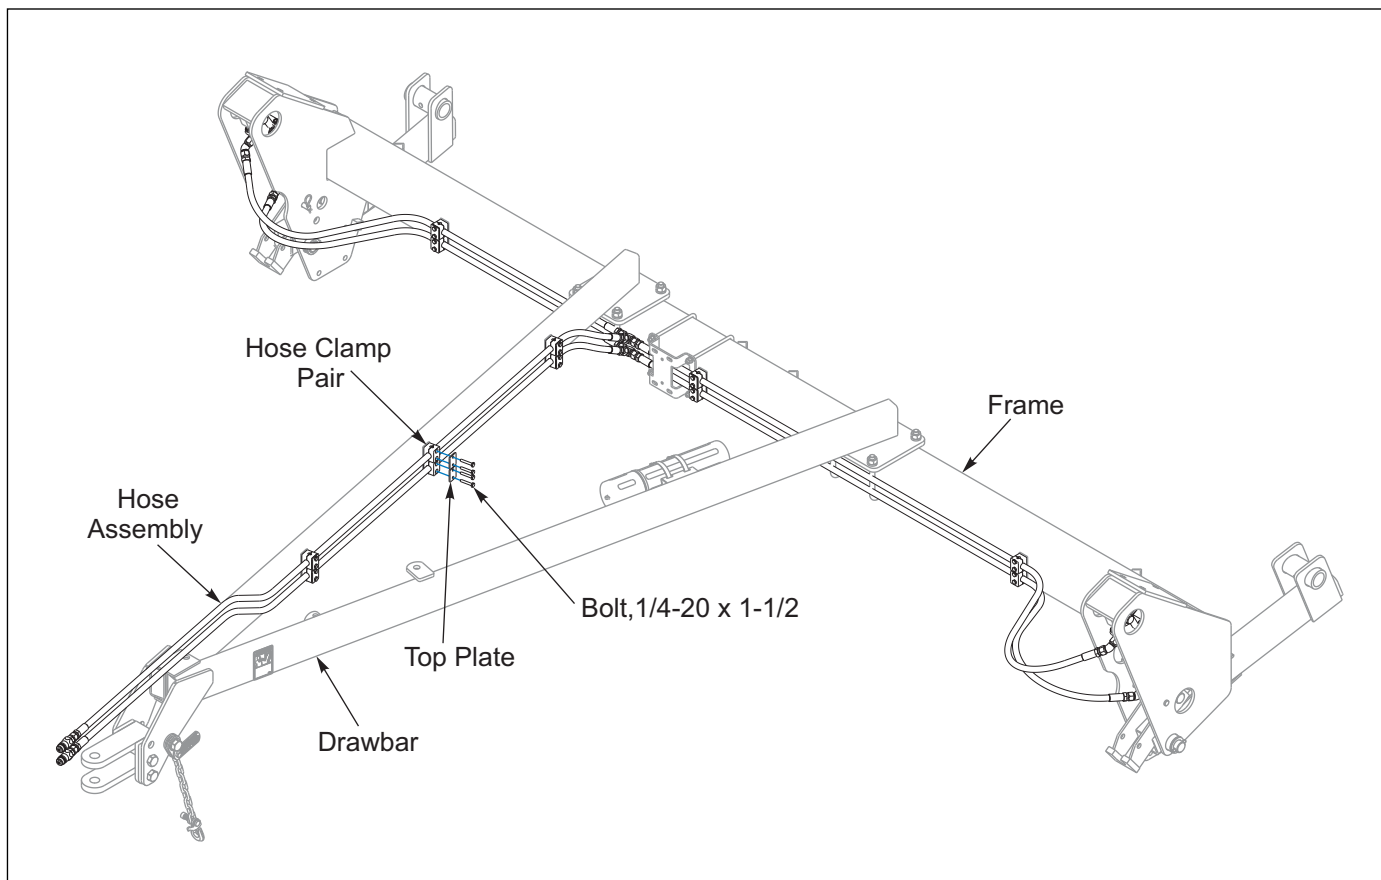 Hose Clamp
Pair
Frame
Hose
Assembly
Bolt,1/4-20 x 1-1/2
Top Plate
Drawbar